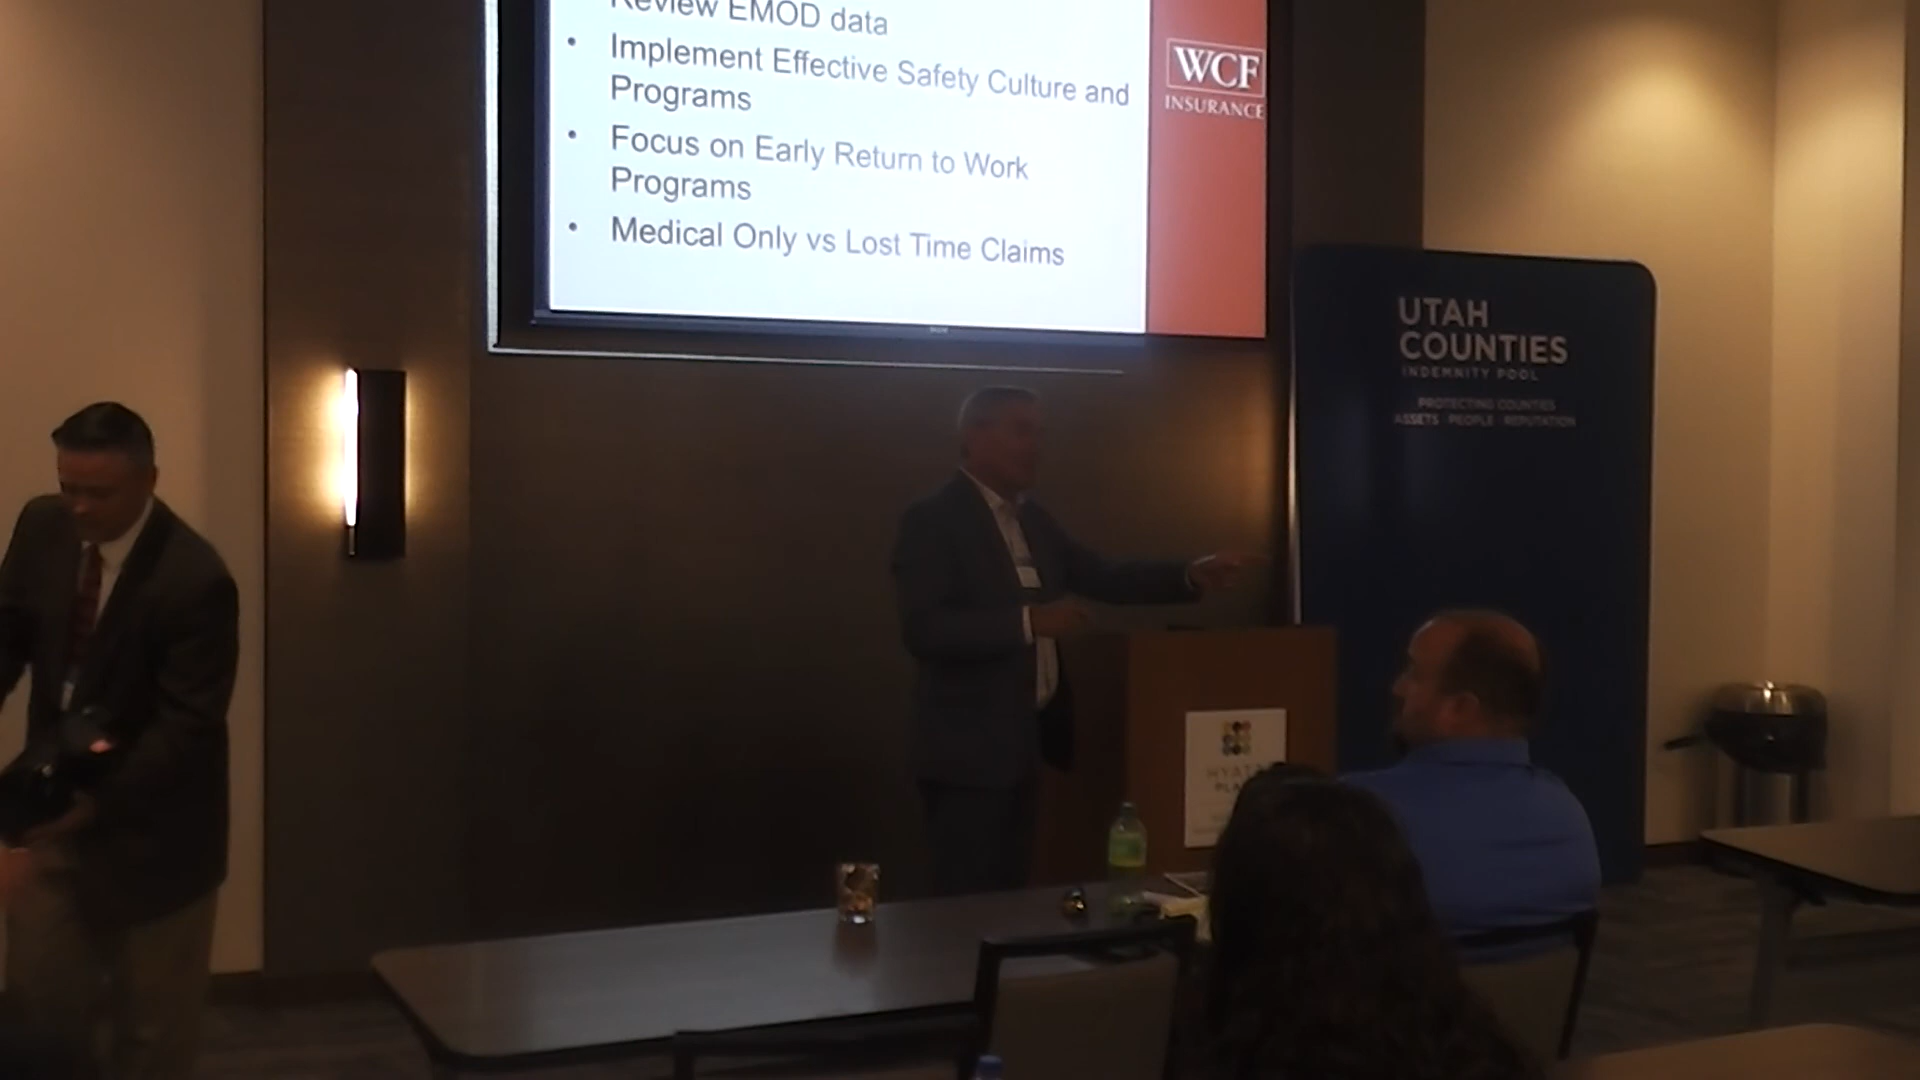 Review EMOD data
• Implement Effective Safety Culture and
Programs
• Focus on Early Return to Work
Programs
• Medical Only vs Lost Time Claims
WCF
INSURANCE
UTAH
COUNTIES
INDEMNITY POOL
PROTECTING COUNTIES
ASSETS PEOPLE REPUTATION
HYATT